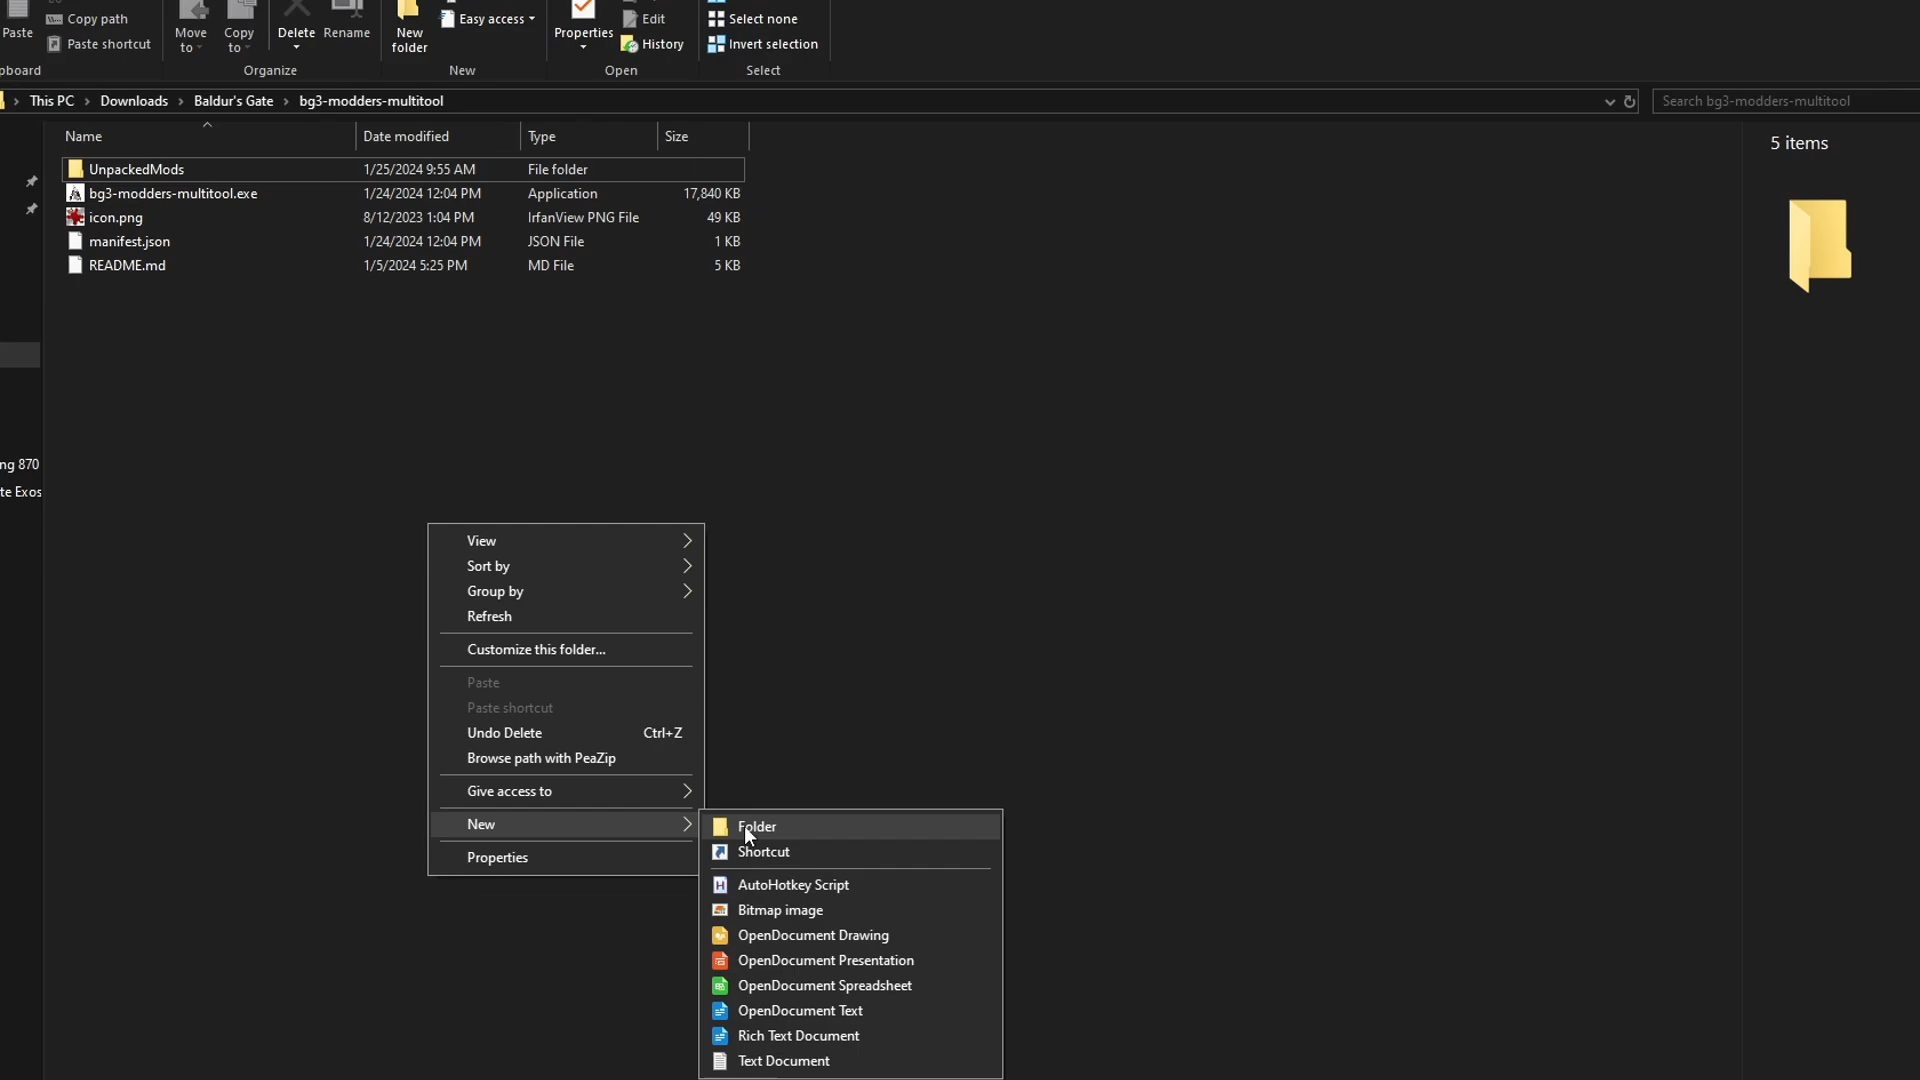 Paste
Copy path
Paste shortcut
Move to
Copy to
Delete
Rename
New folder
Easy access
Properties
Edit
History
Select none
Invert selection
pboard
Organize
New
Open
Select
This PC > Downloads > Baldur's Gate > bg3-modders-multitool
Search bg3-modders-multitool
Name Date modified Type Size
UnpackedMods 1/25/2024 9:55 AM File folder
bg3-modders-multitool.exe 1/24/2024 12:04 PM Application 17,840 KB
icon.png 8/12/2023 1:04 PM IrfanView PNG File 49 KB
manifest.json 1/24/2024 12:04 PM JSON File 1 KB
README.md 1/5/2024 5:25 PM MD File 5 KB
5 items
ng 870
te Exos
View
Sort by
Group by
Refresh
Customize this folder...
Paste
Paste shortcut
Undo Delete Ctrl+Z
Browse path with PeaZip
Give access to
New
Properties
Folder
Shortcut
AutoHotkey Script
Bitmap image
OpenDocument Drawing
OpenDocument Presentation
OpenDocument Spreadsheet
OpenDocument Text
Rich Text Document
Text Document